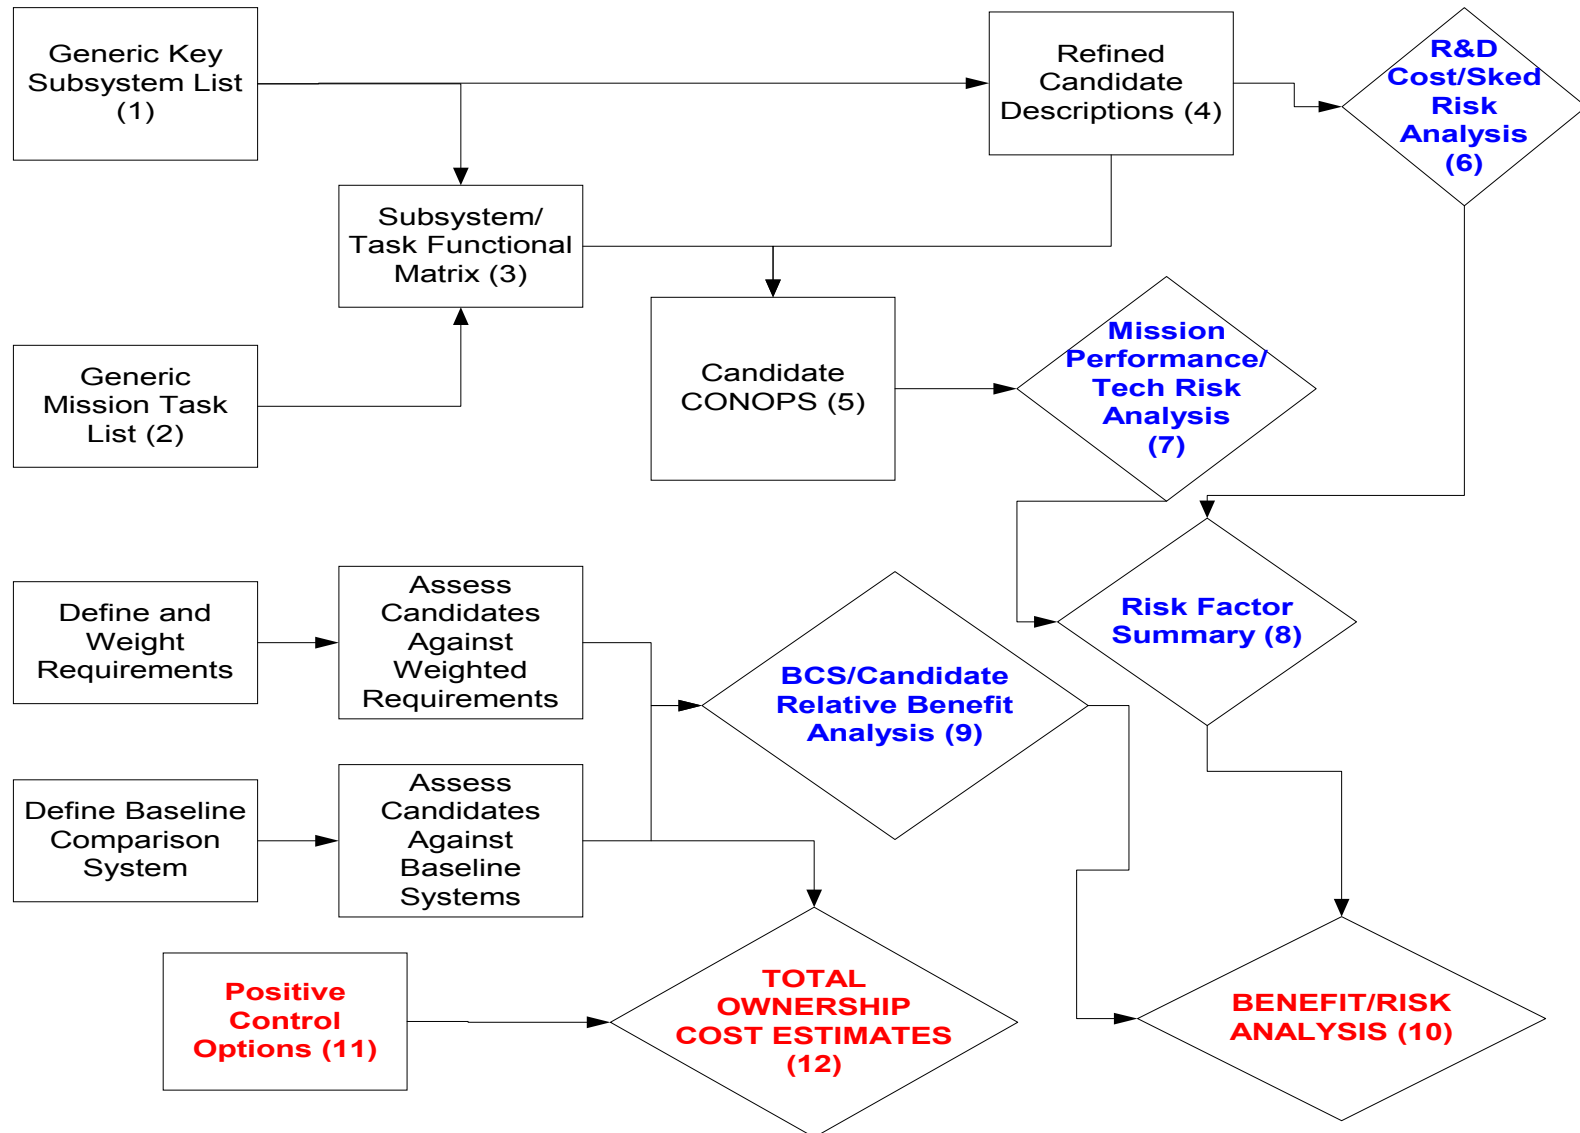 Generic Key
Subsystem List
(1)
Refined
Candidate
Descriptions (4)
R&D
Cost/Sked
Risk
Analysis
(6)
Subsystem/
Task Functional
Matrix (3)
Generic
Mission Task
List (2)
Candidate
CONOPS (5)
Mission
Performance/
Tech Risk
Analysis
(7)
Define and
Weight
Requirements
Assess
Candidates
Against
Weighted
Requirements
BCS/Candidate
Relative Benefit
Analysis (9)
Risk Factor
Summary (8)
Define Baseline
Comparison
System
Assess
Candidates
Against
Baseline
Systems
Positive
Control
Options (11)
TOTAL
OWNERSHIP
COST ESTIMATES
(12)
BENEFIT/RISK
ANALYSIS (10)